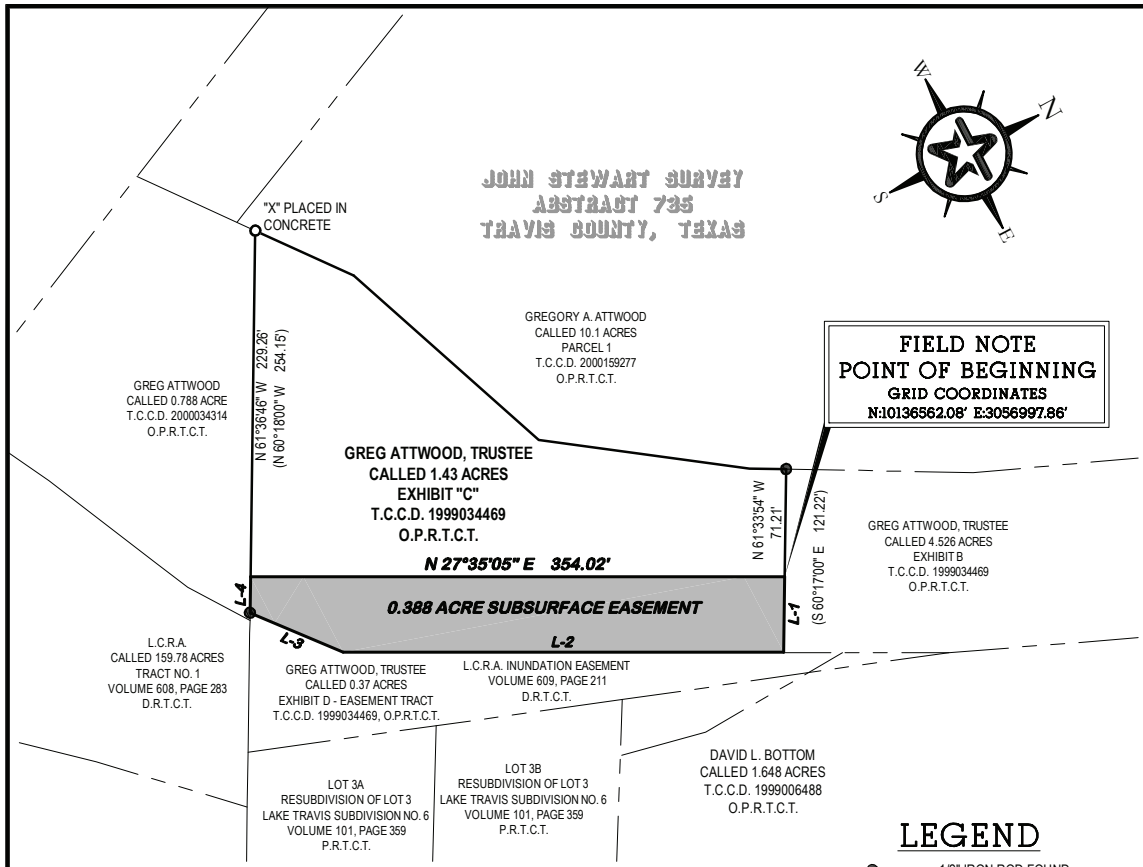 W
N
S
E
JOHN STEWART SURVEY
ABSTRACT 735
TRAVIS COUNTY, TEXAS
"X" PLACED IN
CONCRETE
GREGORY A. ATTWOOD
CALLED 10.1 ACRES
PARCEL 1
T.C.C.D. 2000159277
O.P.R.T.C.T.
FIELD NOTE
POINT OF BEGINNING
GRID COORDINATES
N:10136562.08' E:3056997.86'
GREG ATTWOOD
CALLED 0.788 ACRE
T.C.C.D. 2000034314
O.P.R.T.C.T.
N 61°36'46" W 229.26'
(N 60°18'00" W 254.15')
GREG ATTWOOD, TRUSTEE
CALLED 1.43 ACRES
EXHIBIT "C"
T.C.C.D. 1999034469
O.P.R.T.C.T.
N 61°33'54" W
71.21'
(S 60°17'00" E 121.22')
GREG ATTWOOD, TRUSTEE
CALLED 4.526 ACRES
EXHIBIT B
T.C.C.D. 1999034469
O.P.R.T.C.T.
N 27°35'05" E 354.02'
0.388 ACRE SUBSURFACE EASEMENT
L-4
L-1
L-3
L-2
L.C.R.A.
CALLED 159.78 ACRES
TRACT NO. 1
VOLUME 608, PAGE 283
D.R.T.C.T.
GREG ATTWOOD, TRUSTEE
CALLED 0.37 ACRES
EXHIBIT D - EASEMENT TRACT
T.C.C.D. 1999034469, O.P.R.T.C.T.
L.C.R.A. INUNDATION EASEMENT
VOLUME 609, PAGE 211
D.R.T.C.T.
LOT 3A
RESUBDIVISION OF LOT 3
LAKE TRAVIS SUBDIVISION NO. 6
VOLUME 101, PAGE 359
P.R.T.C.T.
LOT 3B
RESUBDIVISION OF LOT 3
LAKE TRAVIS SUBDIVISION NO. 6
VOLUME 101, PAGE 359
P.R.T.C.T.
DAVID L. BOTTOM
CALLED 1.648 ACRES
T.C.C.D. 1999006488
O.P.R.T.C.T.
LEGEND
1/2" IRON ROD FOUND